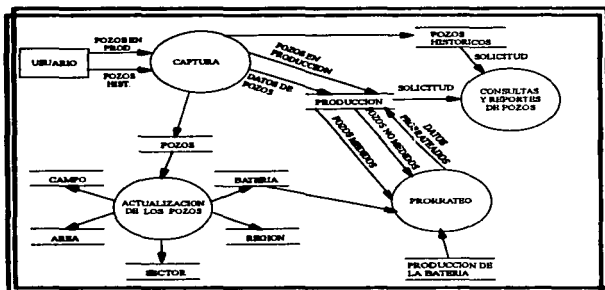 POZOS EN
PROD.
USUARIO
POZOS
HIST.
CAPTURA
POZOS EN
PRODUCCION
DATOS DE
POZOS
POZOS
HISTORICOS
SOLICITUD
PRODUCCION
SOLICITUD
CONSULTAS
Y REPORTES
DE POZOS
POZOS MEDIDOS
POZOS NO MEDIDOS
DATOS
PRORRATEADOS
POZOS
CAMPO
BATERIA
ACTUALIZACION
DE LOS POZOS
PRORRATEO
AREA
REGION
SECTOR
PRODUCCION DE
LA BATERIA